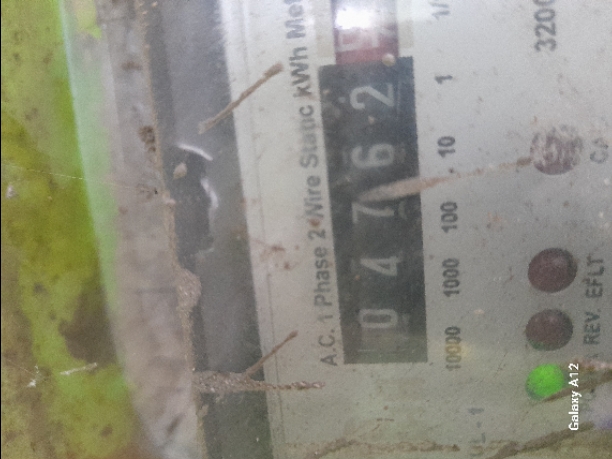 A.C. 1 Phase 2 Wire Static kWh
0 4 7 6 2
10000 1000 100 10 1
3200
REV. EFLT
Galaxy A12